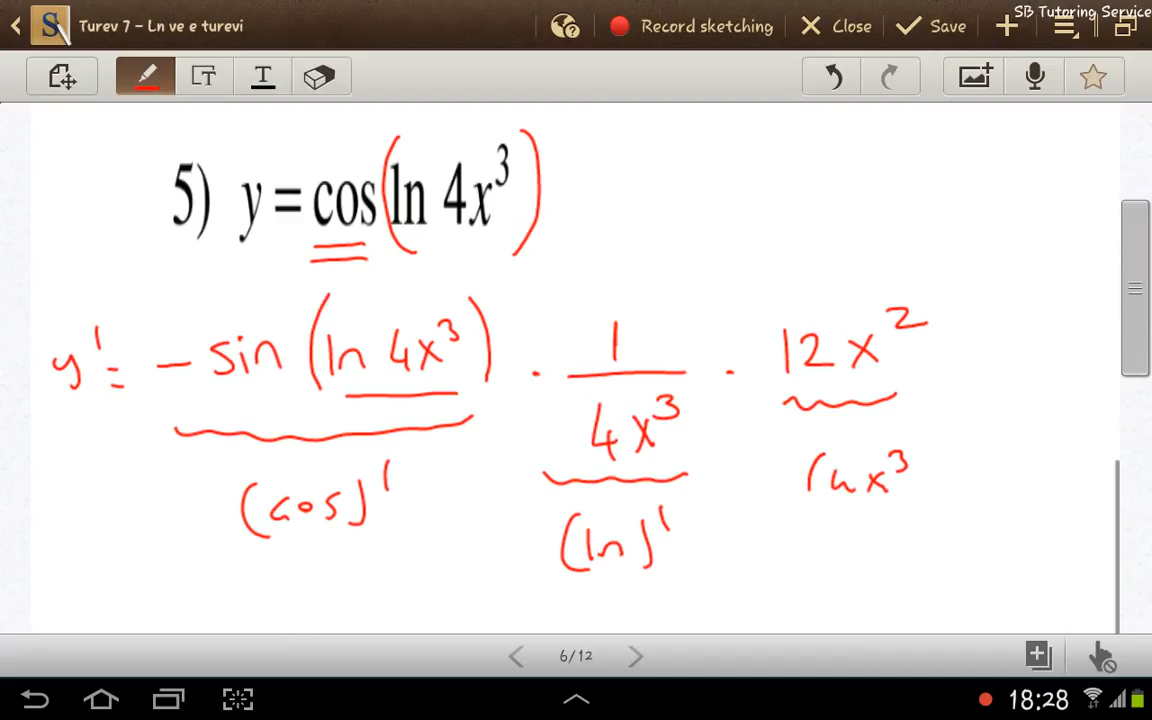 SB Tutoring Service
Turev 7 - Ln ve e turevi
Record sketching
Close
Save
5) y = cos(ln 4x³)
y' = - sin (ln 4x³) · 1/4x³ · 12x²
(cos)' (ln)' (4x³
6/12
18:28